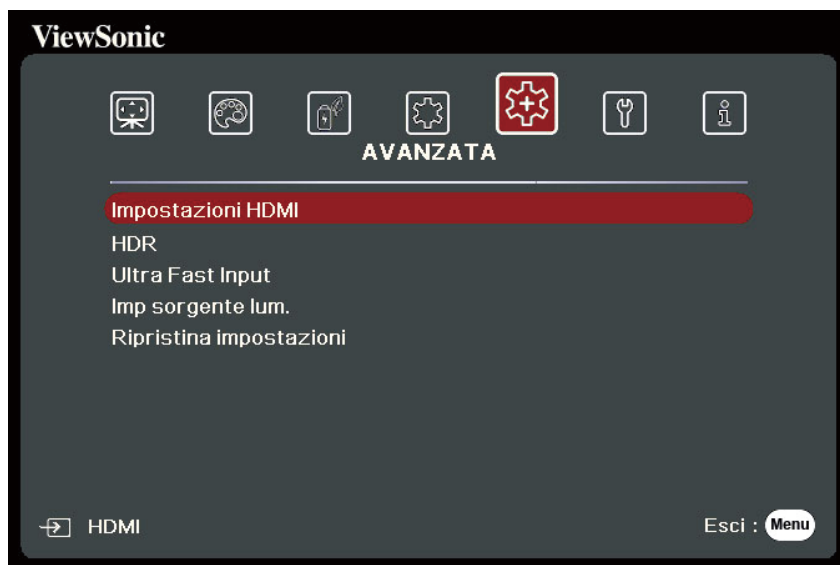 ViewSonic
AVANZATA
Impostazioni HDMI
HDR
Ultra Fast Input
Imp sorgente lum.
Ripristina impostazioni
HDMI
Esci : Menu